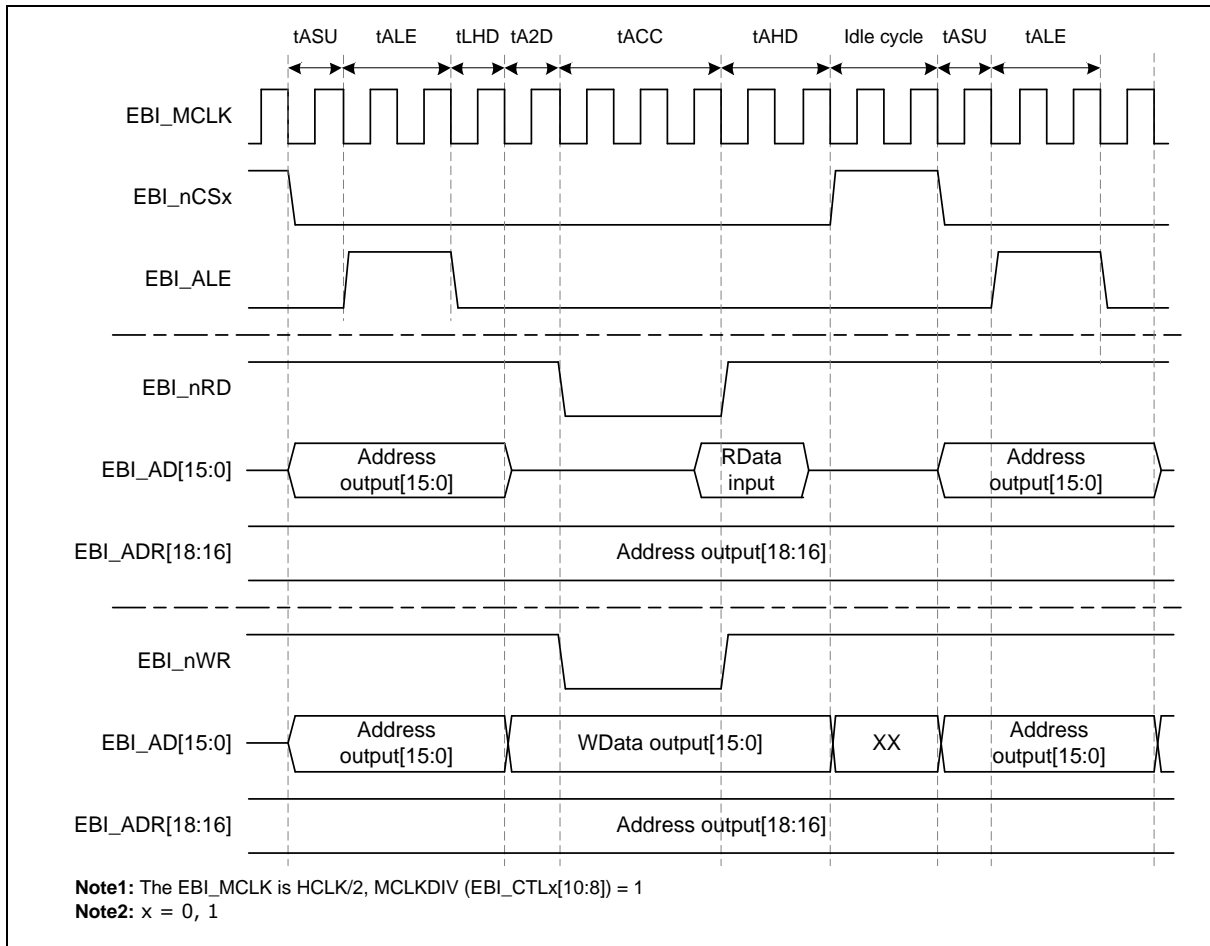 tASU tALE tLHD tA2D tACC tAHD Idle cycle tASU tALE
EBI_MCLK
EBI_nCSx
EBI_ALE
EBI_nRD
EBI_AD[15:0]
Address
output[15:0]
RData
input
Address
output[15:0]
EBI_ADR[18:16]
Address output[18:16]
EBI_nWR
EBI_AD[15:0]
Address
output[15:0]
WData output[15:0]
XX
Address
output[15:0]
EBI_ADR[18:16]
Address output[18:16]
Note1: The EBI_MCLK is HCLK/2, MCLKDIV (EBI_CTLx[10:8]) = 1
Note2: x = 0, 1